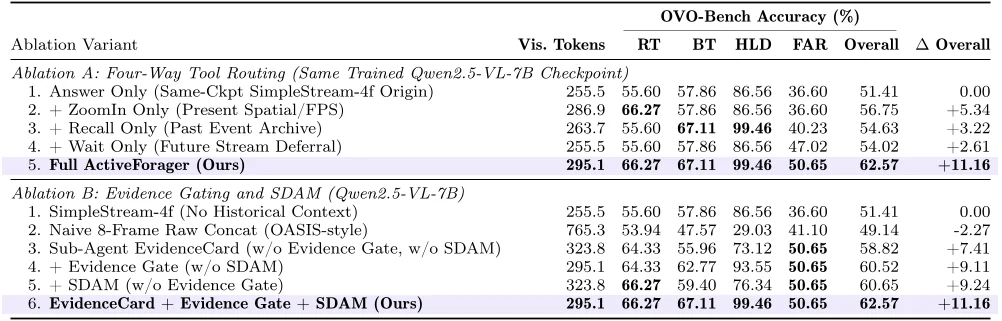 OVO-Bench Accuracy (%)
Ablation Variant Vis. Tokens RT BT HLD FAR Overall Δ Overall
Ablation A: Four-Way Tool Routing (Same Trained Qwen2.5-VL-7B Checkpoint)
1. Answer Only (Same-Ckpt SimpleStream-4f Origin) 255.5 55.60 57.86 86.56 36.60 51.41 0.00
2. + ZoomIn Only (Present Spatial/FPS) 286.9 66.27 57.86 86.56 36.60 56.75 +5.34
3. + Recall Only (Past Event Archive) 263.7 55.60 67.11 99.46 40.23 54.63 +3.22
4. + Wait Only (Future Stream Deferral) 255.5 55.60 57.86 86.56 47.02 54.02 +2.61
5. Full ActiveForager (Ours) 295.1 66.27 67.11 99.46 50.65 62.57 +11.16
Ablation B: Evidence Gating and SDAM (Qwen2.5-VL-7B)
1. SimpleStream-4f (No Historical Context) 255.5 55.60 57.86 86.56 36.60 51.41 0.00
2. Naive 8-Frame Raw Concat (OASIS-style) 765.3 53.94 47.57 29.03 41.10 49.14 -2.27
3. Sub-Agent EvidenceCard (w/o Evidence Gate, w/o SDAM) 323.8 64.33 55.96 73.12 50.65 58.82 +7.41
4. + Evidence Gate (w/o SDAM) 295.1 64.33 62.77 93.55 50.65 60.52 +9.11
5. + SDAM (w/o Evidence Gate) 323.8 66.27 59.40 76.34 50.65 60.65 +9.24
6. EvidenceCard + Evidence Gate + SDAM (Ours) 295.1 66.27 67.11 99.46 50.65 62.57 +11.16